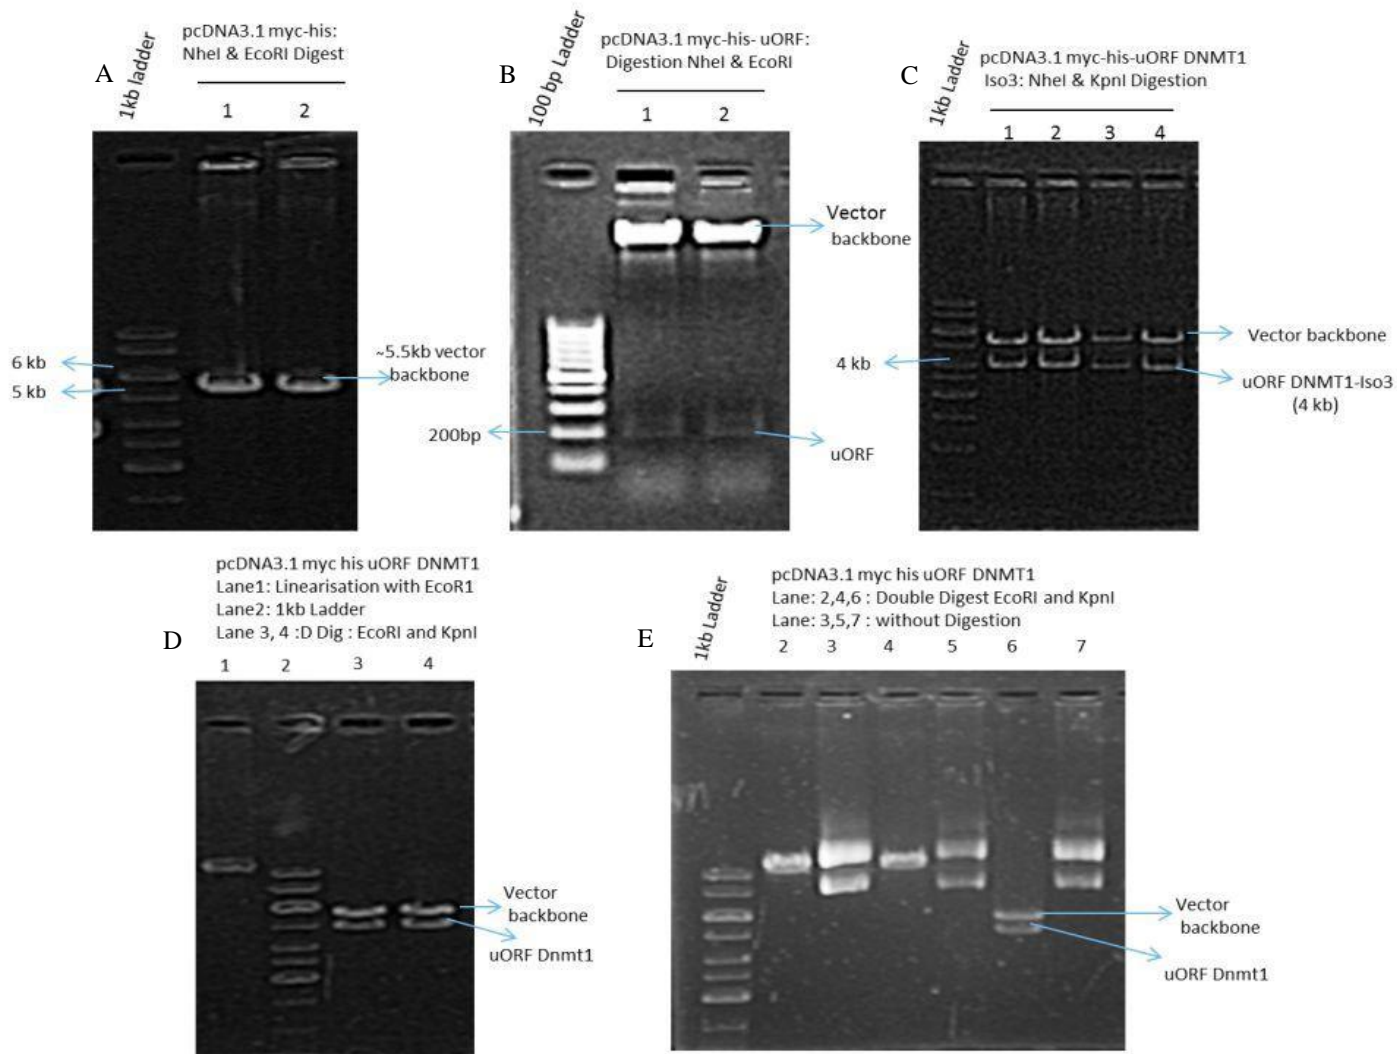 A
1kb ladder
pcDNA3.1 myc-his:
NheI & EcoRI Digest
1 2
6 kb
5 kb
~5.5kb vector
backbone
B
100 bp Ladder
pcDNA3.1 myc-his- uORF:
Digestion NheI & EcoRI
1 2
Vector
backbone
200bp
uORF
C
1kb Ladder
pcDNA3.1 myc-his-uORF DNMT1
Iso3: NheI & KpnI Digestion
1 2 3 4
4 kb
Vector backbone
uORF DNMT1-Iso3
(4 kb)
D
pcDNA3.1 myc his uORF DNMT1
Lane1: Linearisation with EcoR1
Lane2: 1kb Ladder
Lane 3, 4 :D Dig : EcoRI and KpnI
1 2 3 4
Vector
backbone
uORF Dnmt1
E
1kb Ladder
pcDNA3.1 myc his uORF DNMT1
Lane: 2,4,6 : Double Digest EcoRI and KpnI
Lane: 3,5,7 : without Digestion
2 3 4 5 6 7
Vector
backbone
uORF Dnmt1